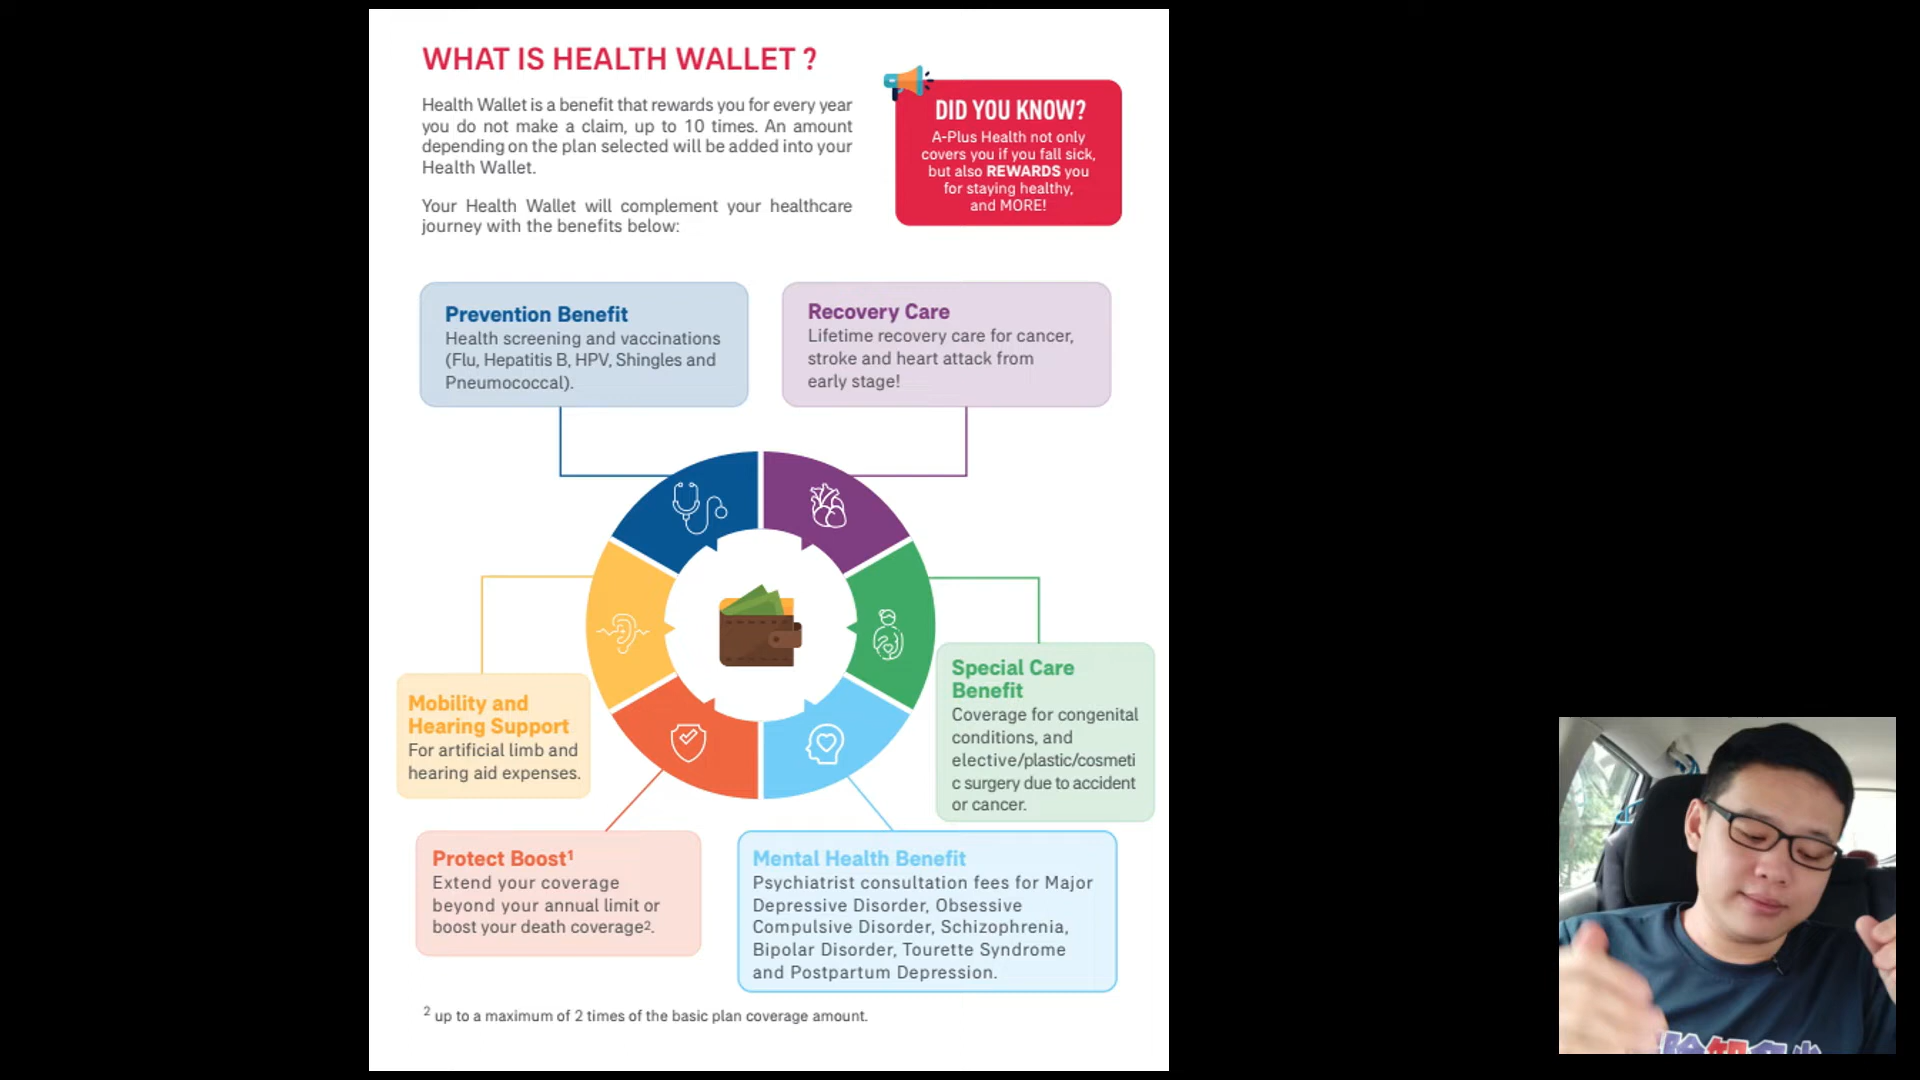 WHAT IS HEALTH WALLET ?
Health Wallet is a benefit that rewards you for every year
you do not make a claim, up to 10 times. An amount
depending on the plan selected will be added into your
Health Wallet.
Your Health Wallet will complement your healthcare
journey with the benefits below:
DID YOU KNOW?
A-Plus Health not only
covers you if you fall sick,
but also REWARDS you
for staying healthy,
and MORE!
Prevention Benefit
Health screening and vaccinations
(Flu, Hepatitis B, HPV, Shingles and
Pneumococcal).
Recovery Care
Lifetime recovery care for cancer,
stroke and heart attack from
early stage!
Mobility and
Hearing Support
For artificial limb and
hearing aid expenses.
Special Care
Benefit
Coverage for congenital
conditions, and
elective/plastic/cosmeti
c surgery due to accident
or cancer.
Protect Boost¹
Extend your coverage
beyond your annual limit or
boost your death coverage².
Mental Health Benefit
Psychiatrist consultation fees for Major
Depressive Disorder, Obsessive
Compulsive Disorder, Schizophrenia,
Bipolar Disorder, Tourette Syndrome
and Postpartum Depression.
² up to a maximum of 2 times of the basic plan coverage amount.